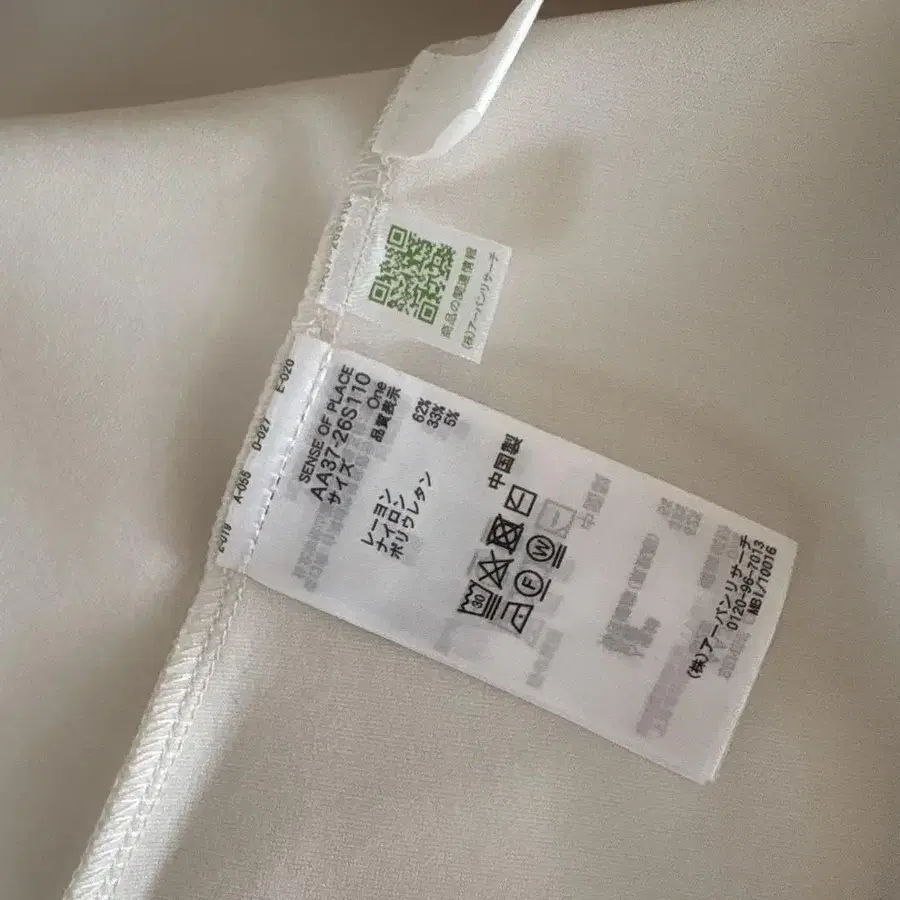 商品の関連情報
(株)アーバンリサーチ
E-020
D-027
SENSE OF PLACE
AA37-26S110
サイズ One
品質表示
レーヨン 62%
ナイロン 33%
ポリウレタン 5%
中国製
30
F
W
(株)アーバンリサーチ
0120-96-7013
MB1/10016